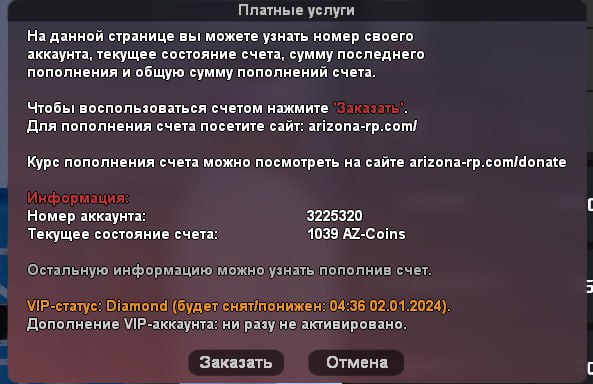 Платные услуги
На данной странице вы можете узнать номер своего
аккаунта, текущее состояние счета, сумму последнего
пополнения и общую сумму пополнений счета.
Чтобы воспользоваться счетом нажмите 'Заказать'.
Для пополнения счета посетите сайт: arizona-rp.com/
Курс пополнения счета можно посмотреть на сайте arizona-rp.com/donate
Информация:
Номер аккаунта: 3225320
Текущее состояние счета: 1039 AZ-Coins
Остальную информацию можно узнать пополнив счет.
VIP-статус: Diamond (будет снят/понижен: 04:36 02.01.2024).
Дополнение VIP-аккаунта: ни разу не активировано.
Заказать Отмена